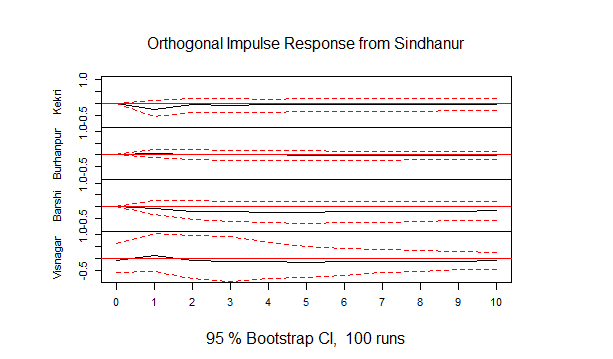 Orthogonal Impulse Response from Sindhanur
Kekri
-0.5
1.0
Burhanpur
-0.5
1.0
Barshi
-0.5
1.0
Visnagar
-0.5
1.0
0 1 2 3 4 5 6 7 8 9 10
95 % Bootstrap CI, 100 runs